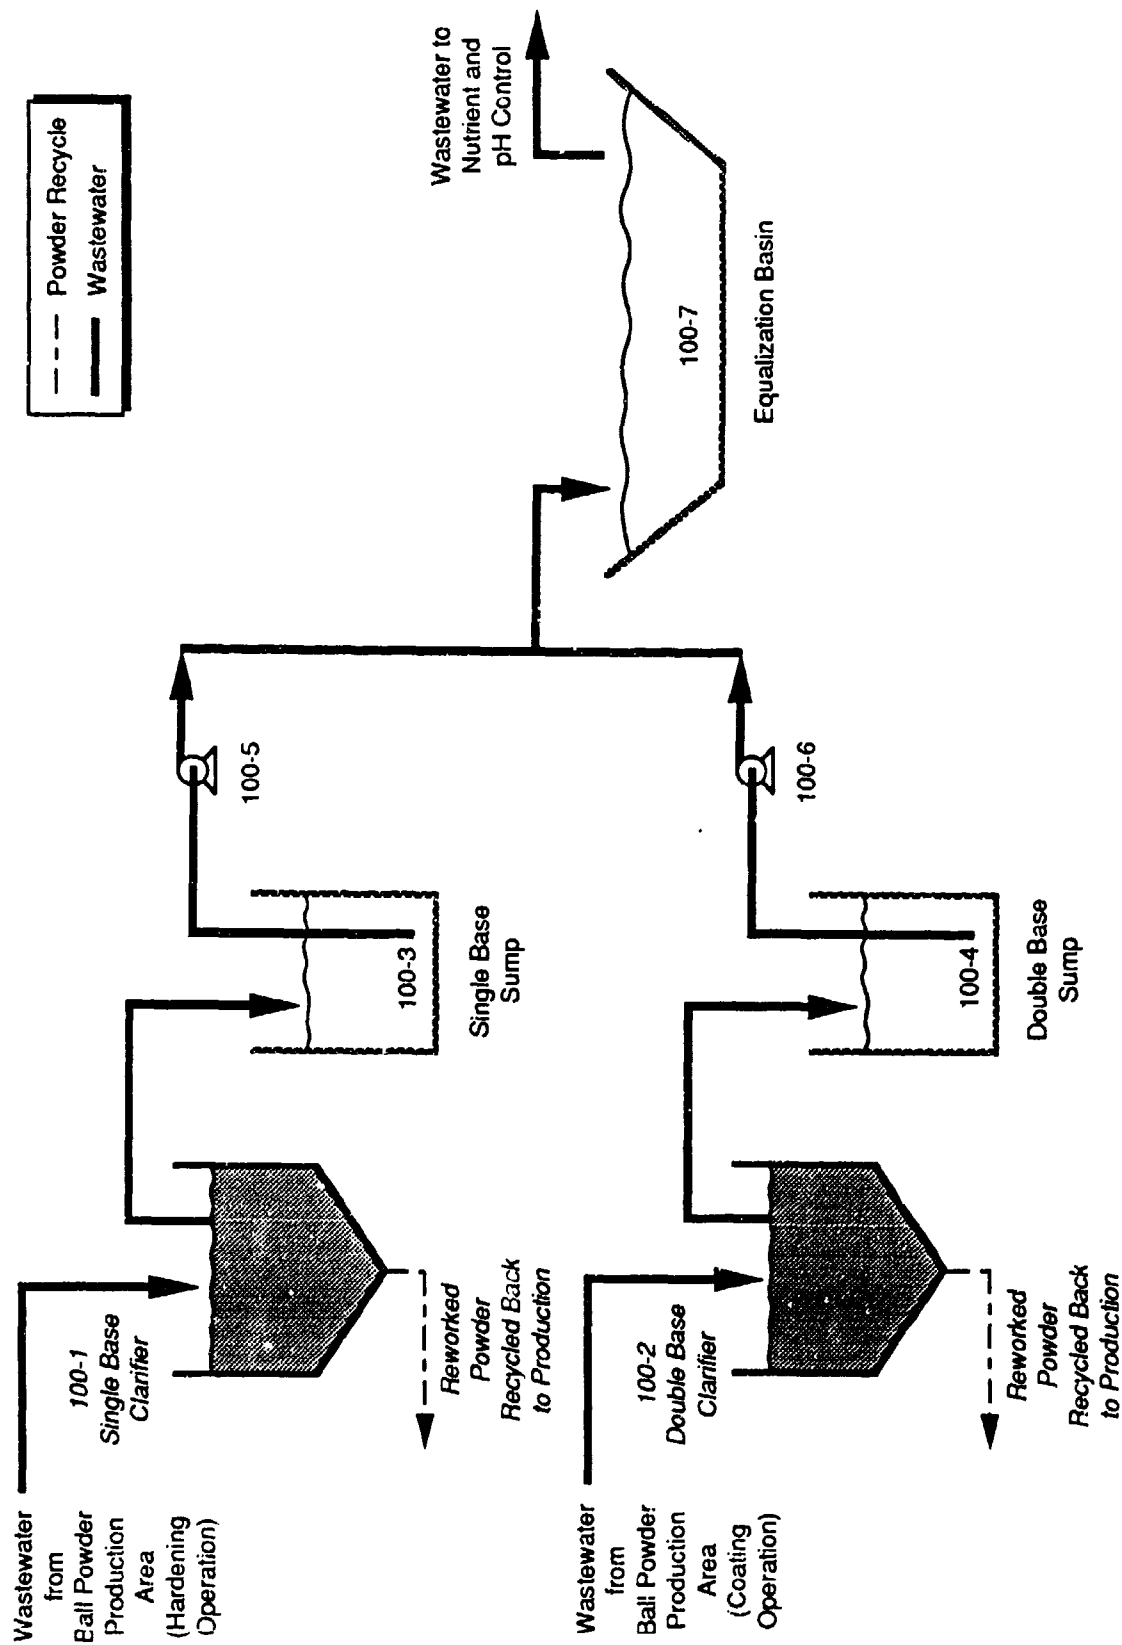 Powder Recycle
Wastewater
Wastewater
from
Ball Powder
Production
Area
(Hardening
Operation)
100-1
Single Base
Clarifier
Reworked
Powder
Recycled Back
to Production
100-3
Single Base
Sump
100-5
Wastewater
from
Ball Powder
Production
Area
(Coating
Operation)
100-2
Double Base
Clarifier
Reworked
Powder
Recycled Back
to Production
100-4
Double Base
Sump
100-6
100-7
Equalization Basin
Wastewater to
Nutrient and
pH Control